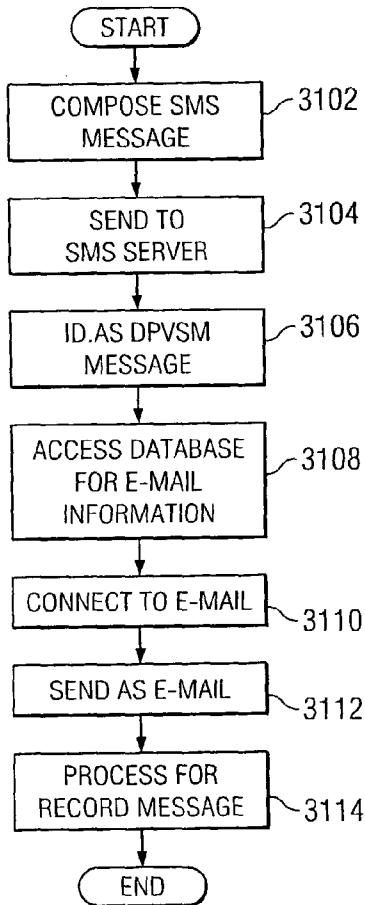 START
COMPOSE SMS
MESSAGE
3102
SEND TO
SMS SERVER
3104
ID.AS DPVSM
MESSAGE
3106
ACCESS DATABASE
FOR E-MAIL
INFORMATION
3108
CONNECT TO E-MAIL
3110
SEND AS E-MAIL
3112
PROCESS FOR
RECORD MESSAGE
3114
END